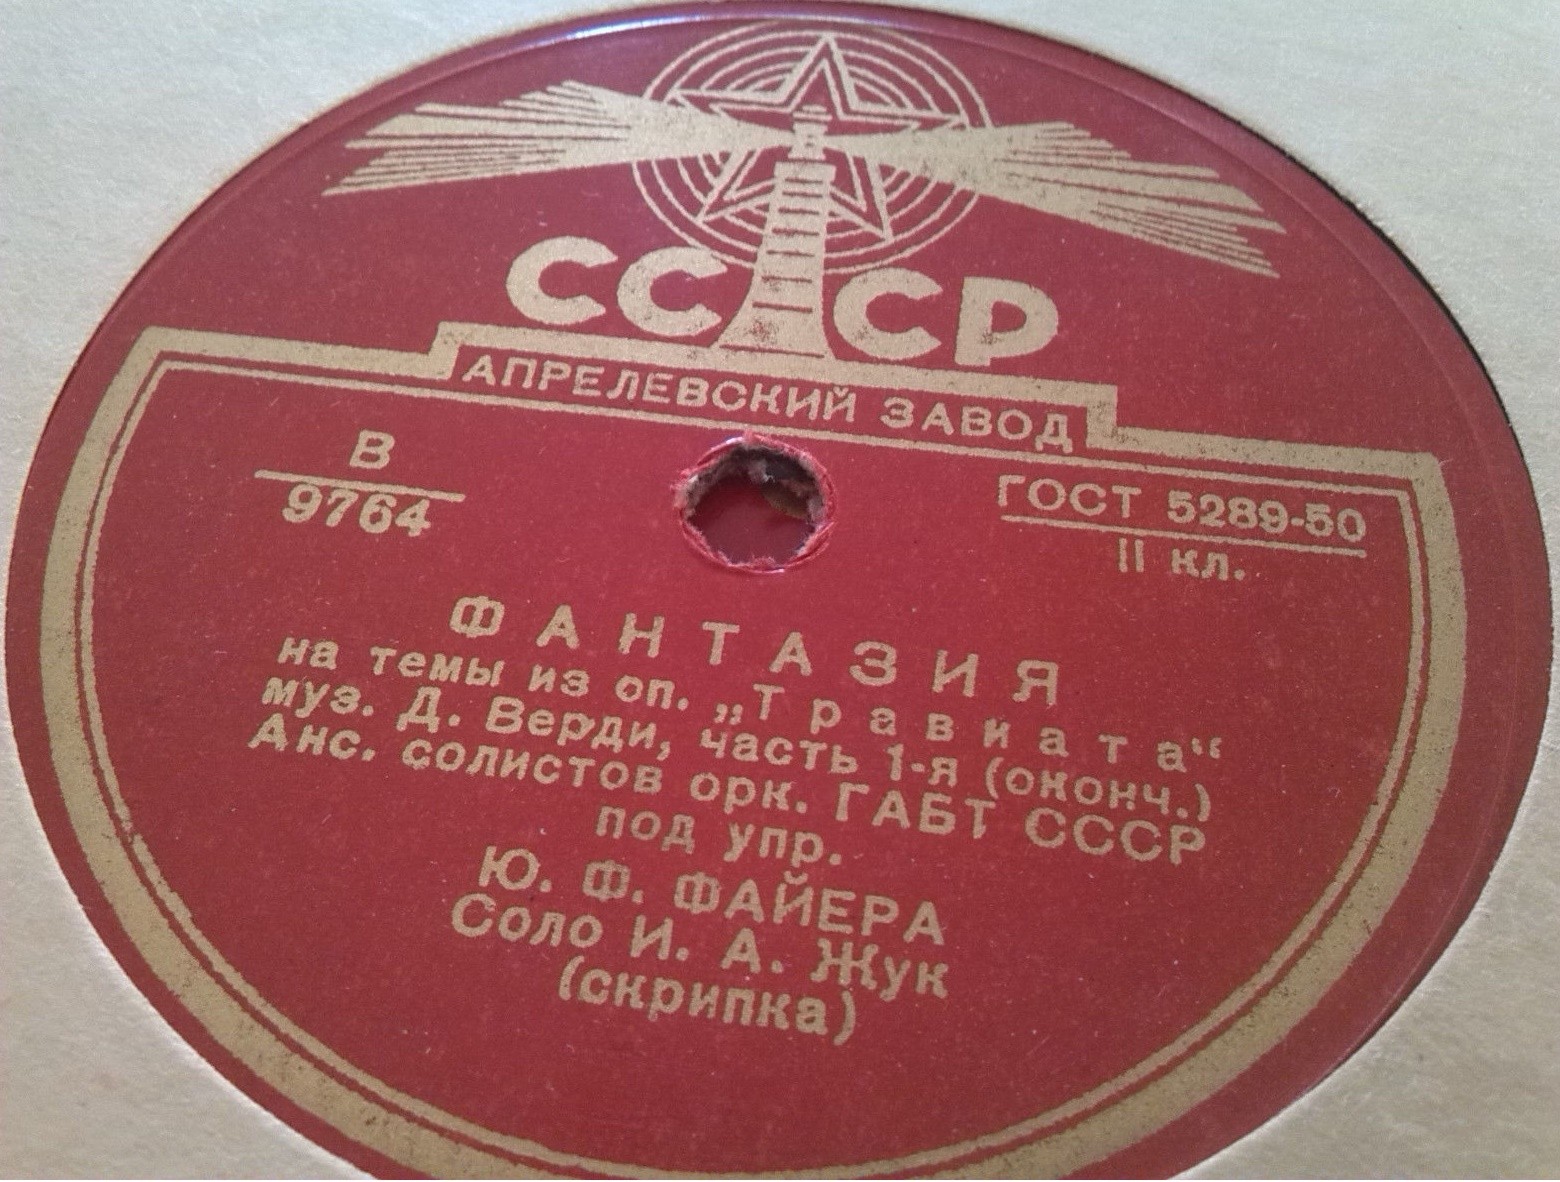 СССР
АПРЕЛЕВСКИЙ ЗАВОД
В
9764
ГОСТ 5289-50
II кл.
ФАНТАЗИЯ
на темы из оп. „Травиата“
муз. Д. Верди, часть 1-я (оконч.)
Анс. солистов орк. ГАБТ СССР
под упр.
Ю. Ф. ФАЙЕРА
Соло И. А. Жук
(скрипка)